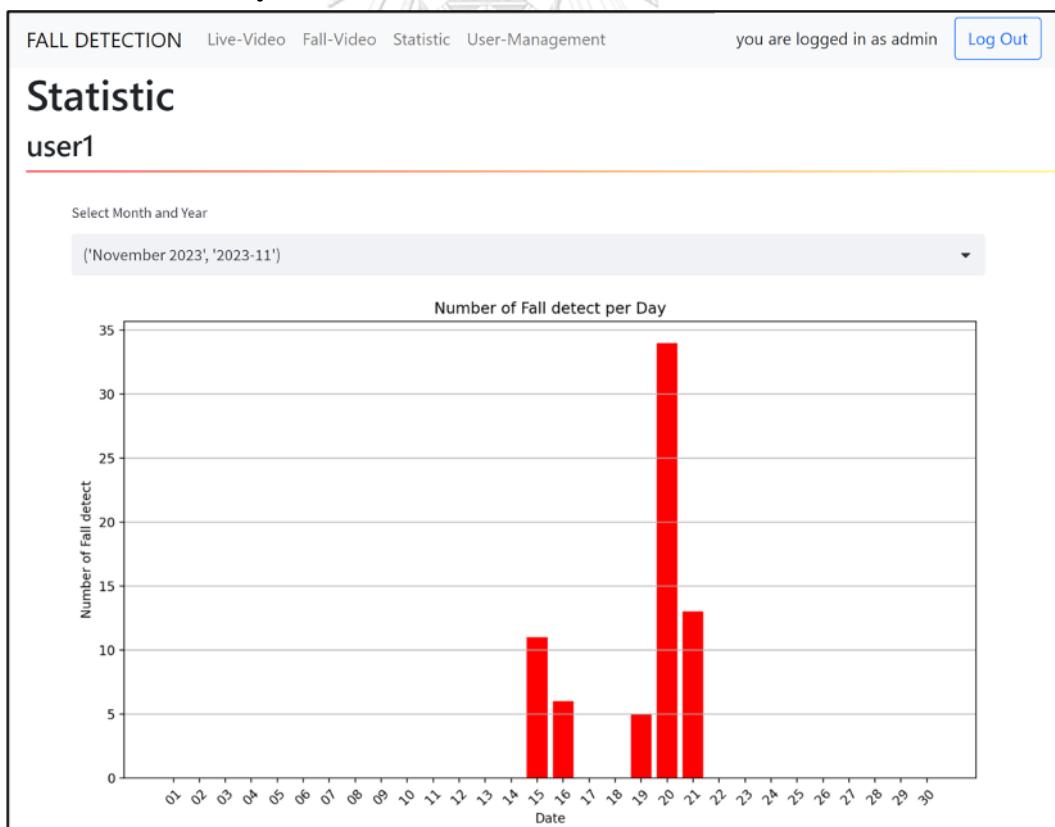 FALL DETECTION Live-Video Fall-Video Statistic User-Management you are logged in as admin Log Out
Statistic
user1
Select Month and Year
('November 2023', '2023-11')
Number of Fall detect per Day
35
30
25
20
15
10
5
0
Number of Fall detect
01 02 03 04 05 06 07 08 09 10 11 12 13 14 15 16 17 18 19 20 21 22 23 24 25 26 27 28 29 30
Date